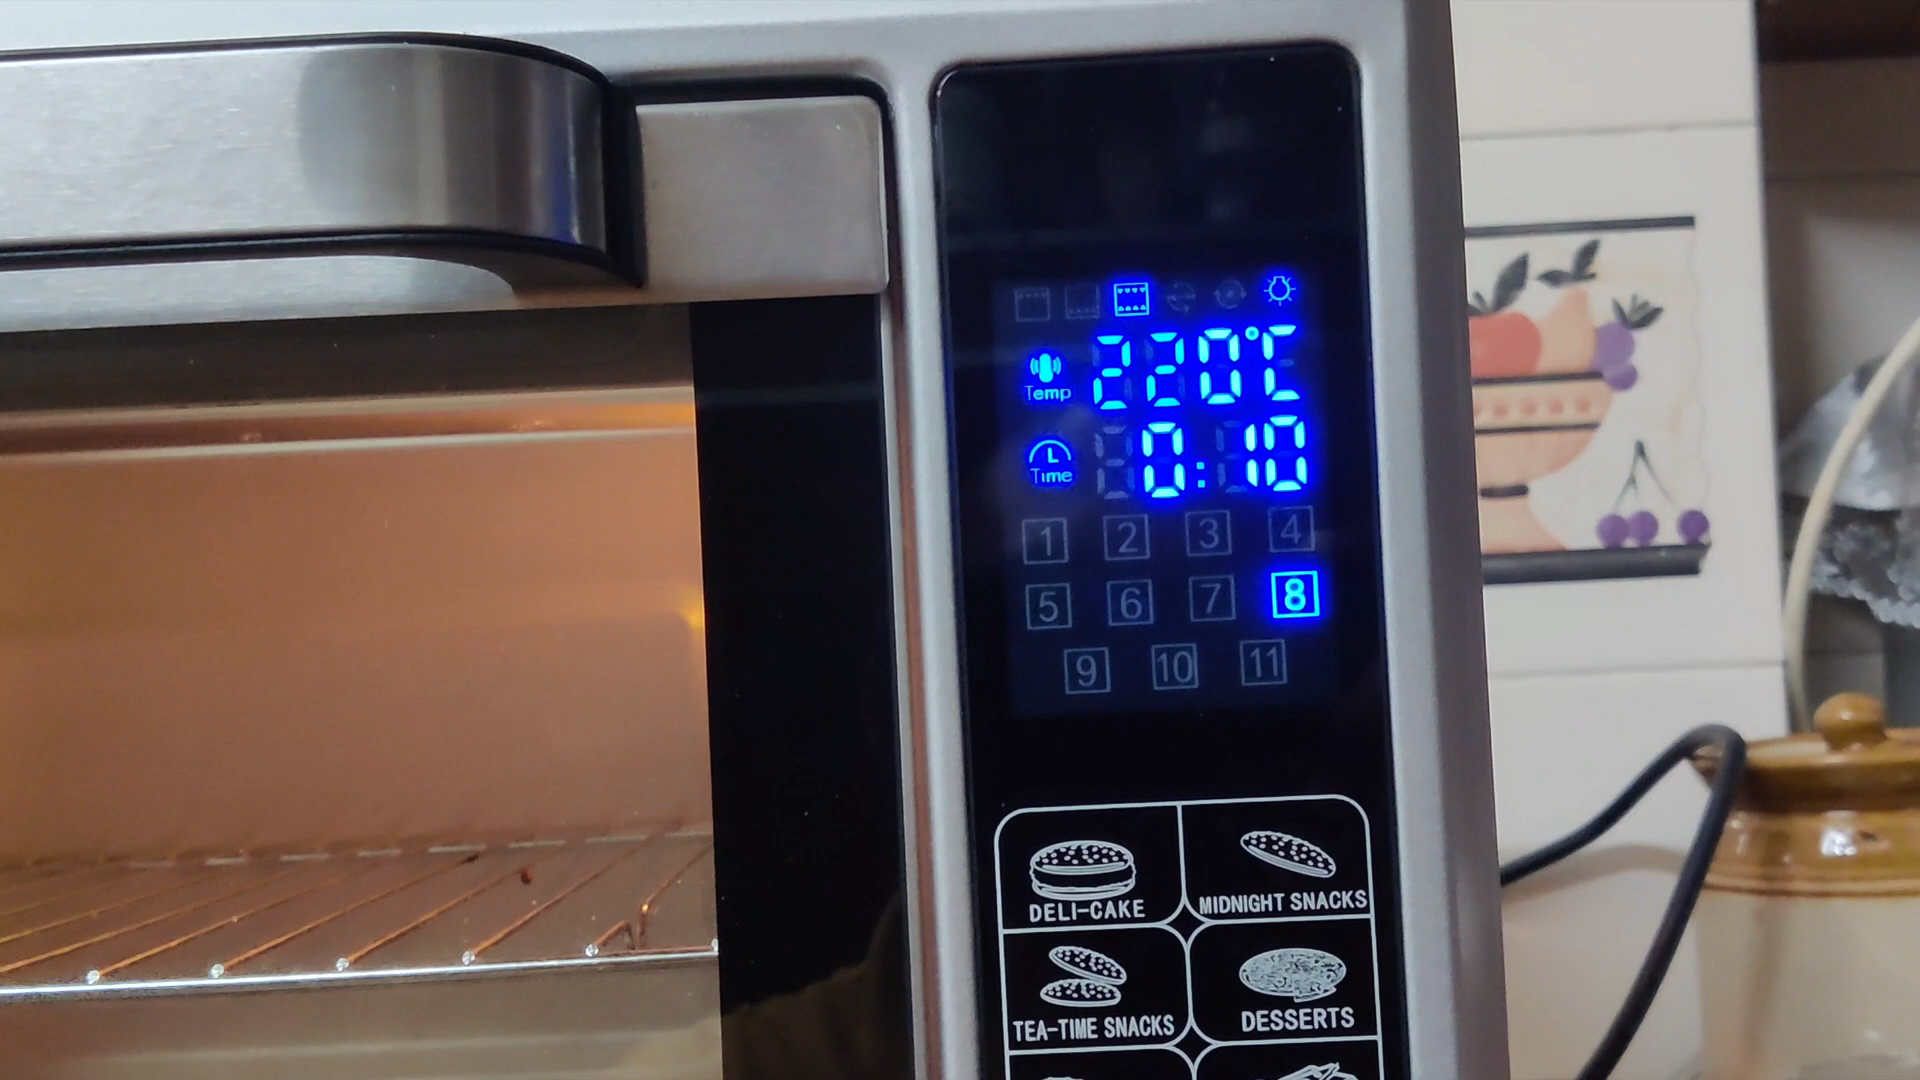 Temp 220°C
Time 0:10
1 2 3 4
5 6 7 8
9 10 11
DELI-CAKE MIDNIGHT SNACKS
TEA-TIME SNACKS DESSERTS